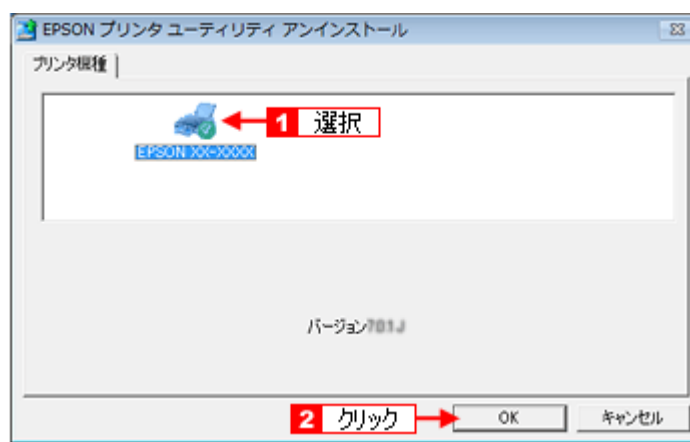 EPSON プリンタ ユーティリティ アンインストール
プリンタ機種
1 選択
EPSON XX-XXXX
バージョン
2 クリック
OK
キャンセル